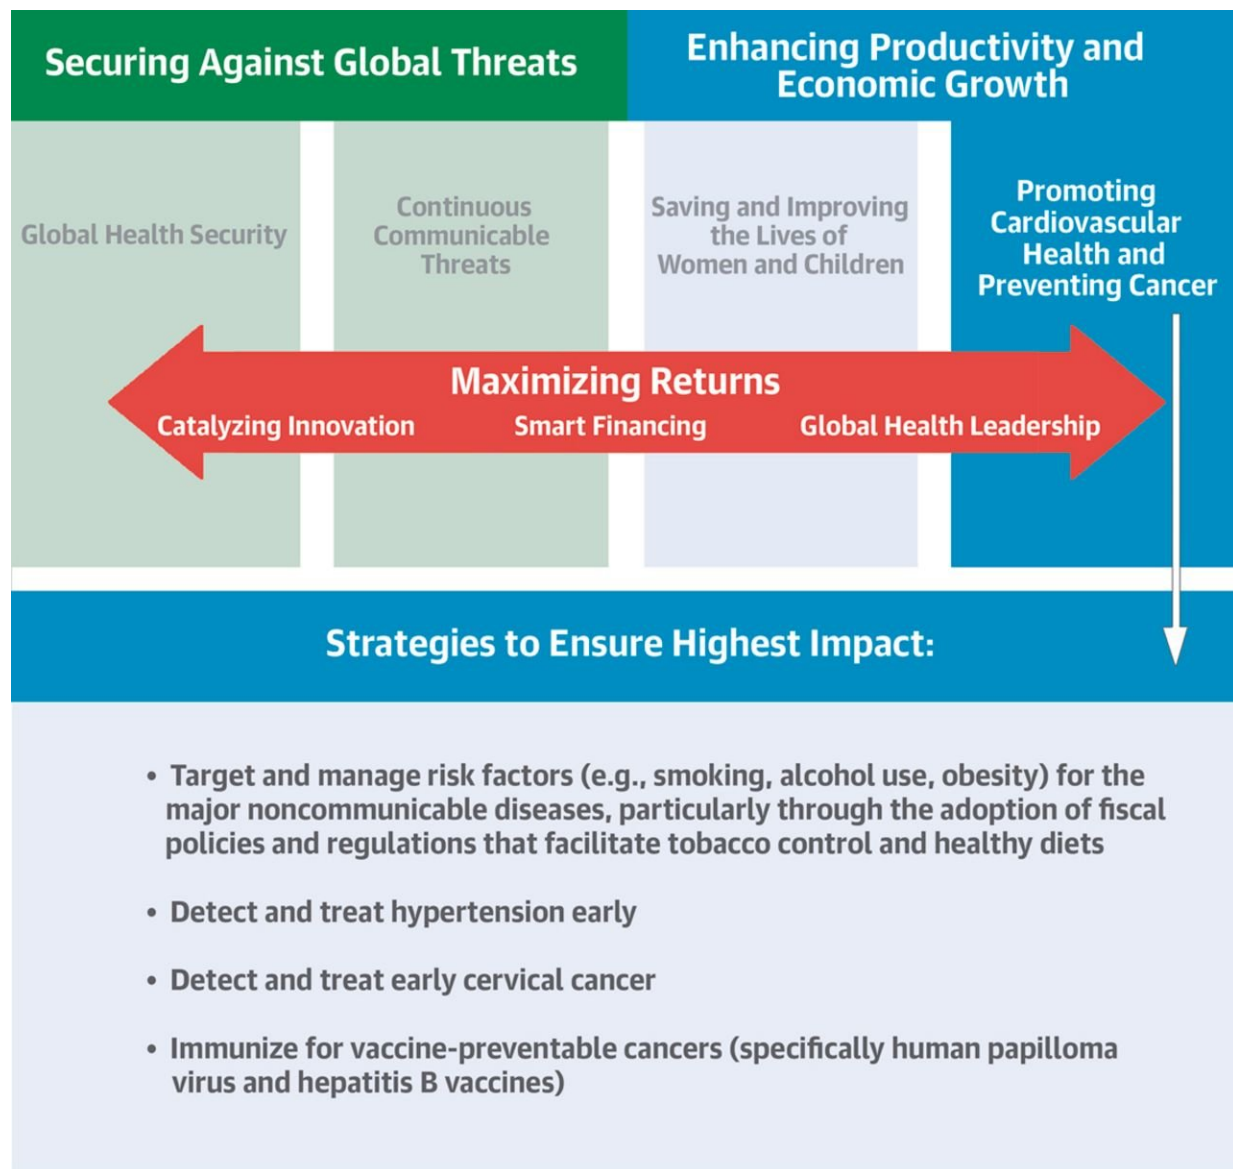 Securing Against Global Threats
Enhancing Productivity and
Economic Growth
Global Health Security
Continuous
Communicable
Threats
Saving and Improving
the Lives of
Women and Children
Promoting
Cardiovascular
Health and
Preventing Cancer
Maximizing Returns
Catalyzing Innovation
Smart Financing
Global Health Leadership
Strategies to Ensure Highest Impact:
• Target and manage risk factors (e.g., smoking, alcohol use, obesity) for the
major noncommunicable diseases, particularly through the adoption of fiscal
policies and regulations that facilitate tobacco control and healthy diets
• Detect and treat hypertension early
• Detect and treat early cervical cancer
• Immunize for vaccine-preventable cancers (specifically human papilloma
virus and hepatitis B vaccines)